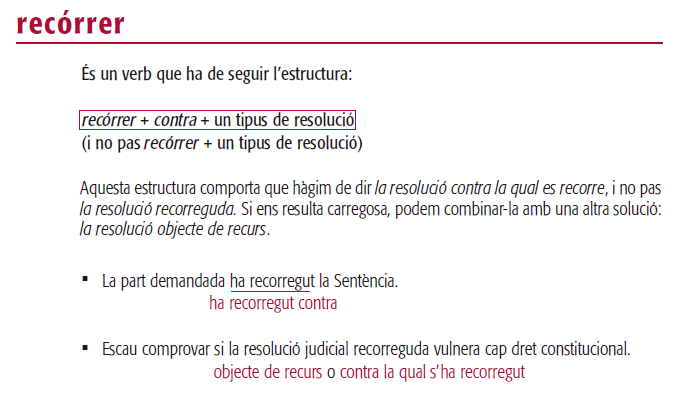 recórrer
És un verb que ha de seguir l'estructura:
recórrer + contra + un tipus de resolució
(i no pas recórrer + un tipus de resolució)
Aquesta estructura comporta que hàgim de dir la resolució contra la qual es recorre, i no pas
la resolució recorreguda. Si ens resulta carregosa, podem combinar-la amb una altra solució:
la resolució objecte de recurs.
▪ La part demandada ha recorregut la Sentència.
ha recorregut contra
▪ Escau comprovar si la resolució judicial recorreguda vulnera cap dret constitucional.
objecte de recurs o contra la qual s'ha recorregut